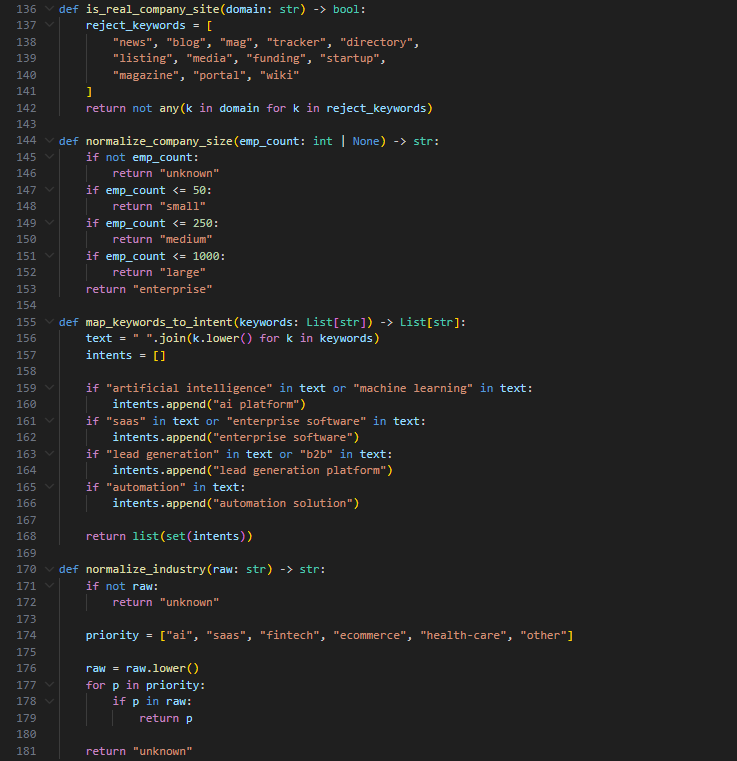 136 def is_real_company_site(domain: str) -> bool:
137     reject_keywords = [
138         "news", "blog", "mag", "tracker", "directory",
139         "listing", "media", "funding", "startup",
140         "magazine", "portal", "wiki"
141     ]
142     return not any(k in domain for k in reject_keywords)
143
144 def normalize_company_size(emp_count: int | None) -> str:
145     if not emp_count:
146         return "unknown"
147     if emp_count <= 50:
148         return "small"
149     if emp_count <= 250:
150         return "medium"
151     if emp_count <= 1000:
152         return "large"
153     return "enterprise"
154
155 def map_keywords_to_intent(keywords: List[str]) -> List[str]:
156     text = " ".join(k.lower() for k in keywords)
157     intents = []
158
159     if "artificial intelligence" in text or "machine learning" in text:
160         intents.append("ai platform")
161     if "saas" in text or "enterprise software" in text:
162         intents.append("enterprise software")
163     if "lead generation" in text or "b2b" in text:
164         intents.append("lead generation platform")
165     if "automation" in text:
166         intents.append("automation solution")
167
168     return list(set(intents))
169
170 def normalize_industry(raw: str) -> str:
171     if not raw:
172         return "unknown"
173
174     priority = ["ai", "saas", "fintech", "ecommerce", "health-care", "other"]
175
176     raw = raw.lower()
177     for p in priority:
178         if p in raw:
179             return p
180
181     return "unknown"